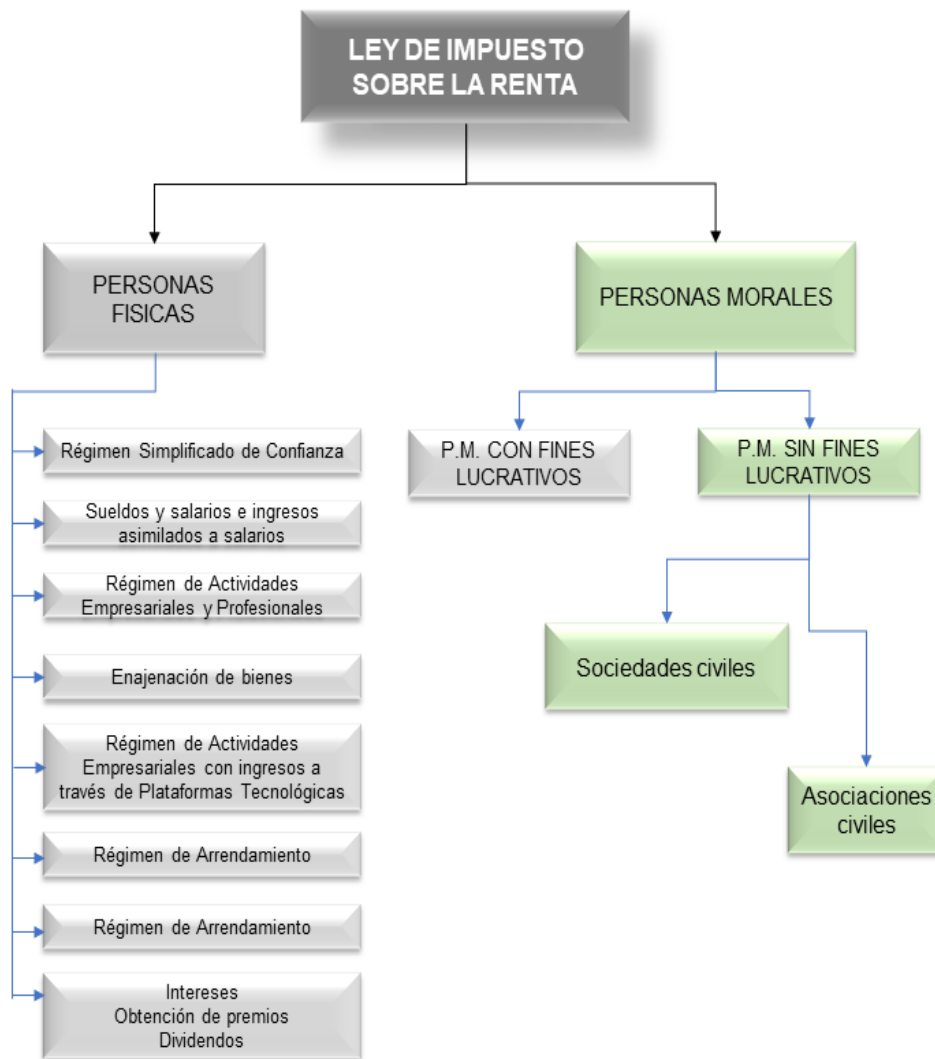 LEY DE IMPUESTO
SOBRE LA RENTA
PERSONAS
FISICAS
PERSONAS MORALES
Régimen Simplificado de Confianza
Sueldos y salarios e ingresos
asimilados a salarios
Régimen de Actividades
Empresariales y Profesionales
Enajenación de bienes
Régimen de Actividades
Empresariales con ingresos a
través de Plataformas Tecnológicas
Régimen de Arrendamiento
Régimen de Arrendamiento
Intereses
Obtención de premios
Dividendos
P.M. CON FINES
LUCRATIVOS
P.M. SIN FINES
LUCRATIVOS
Sociedades civiles
Asociaciones
civiles